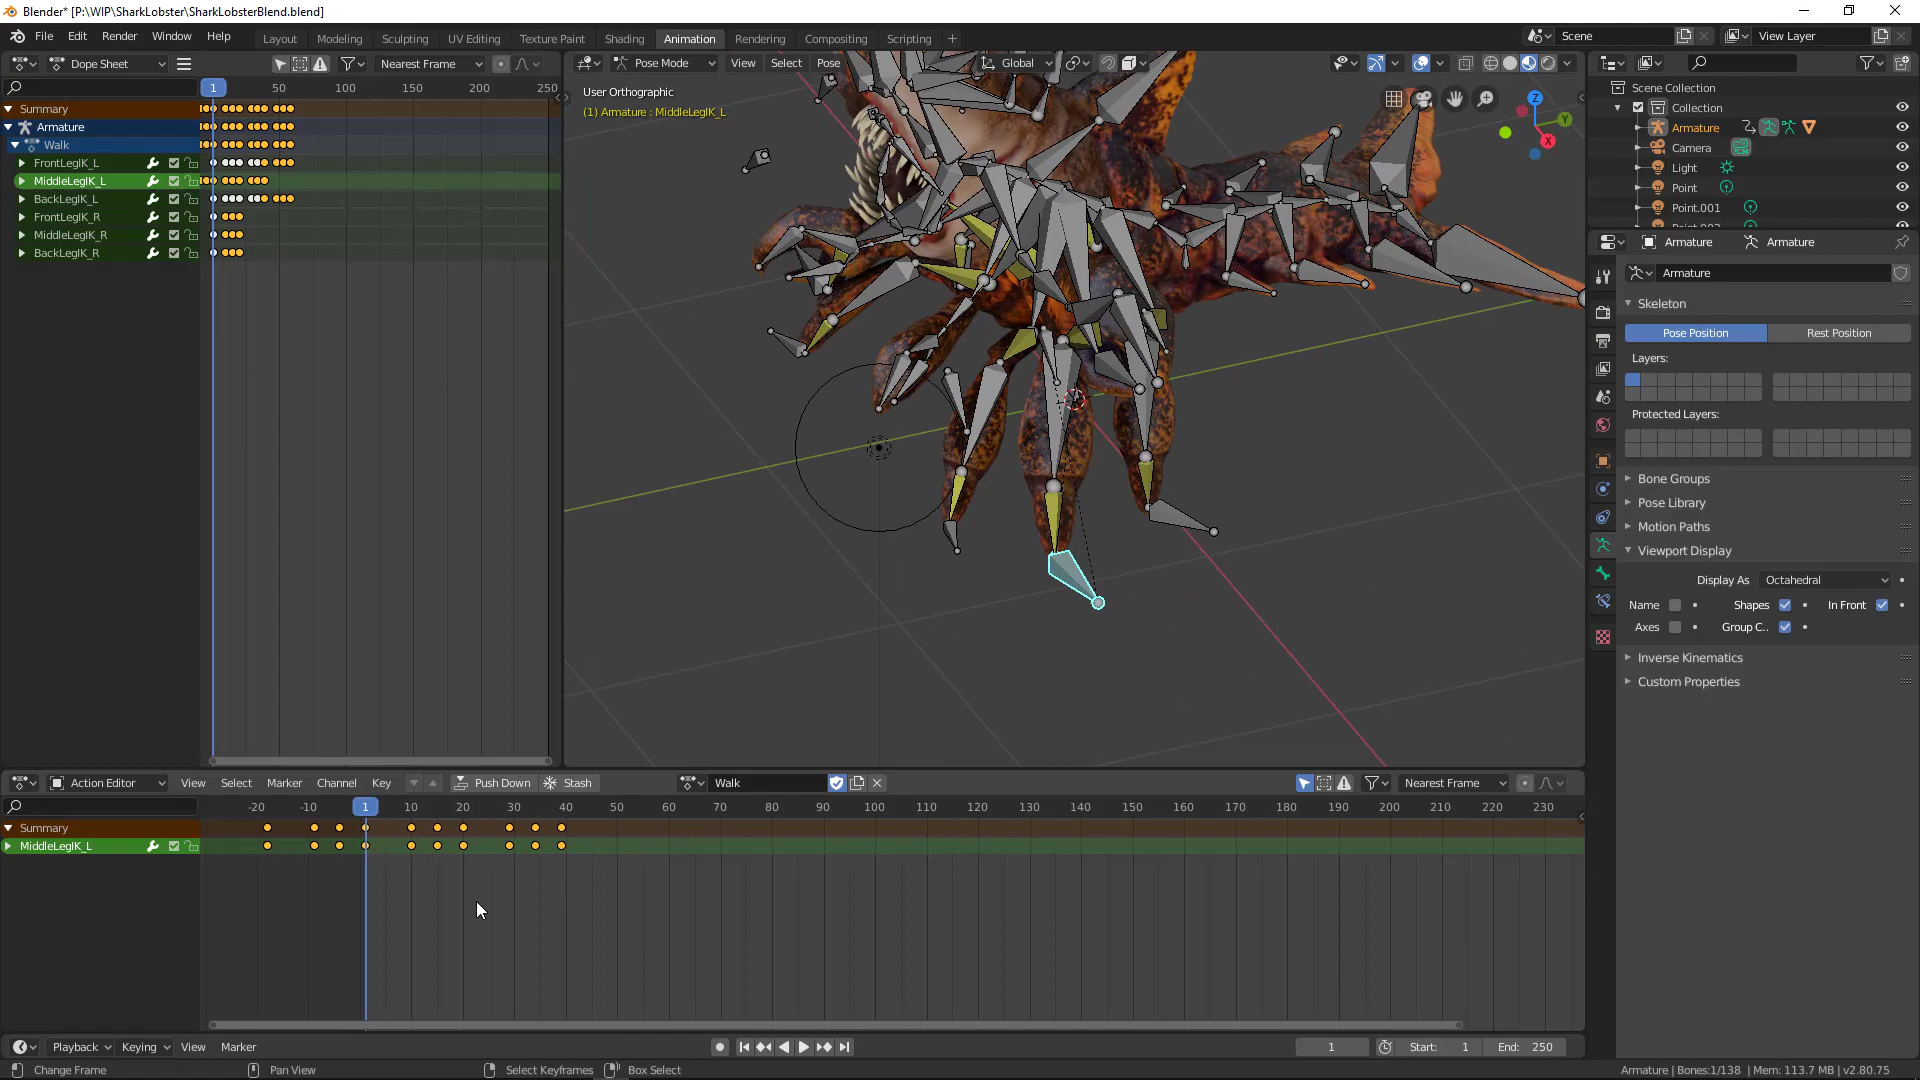 Blender* [P:\WIP\SharkLobster\SharkLobsterBlend.blend]
File Edit Render Window Help Layout Modeling Sculpting UV Editing Texture Paint Shading Animation Rendering Compositing Scripting + Scene View Layer
Dope Sheet Nearest Frame Pose Mode View Select Pose Global
1 50 100 150 200 250
Summary
Armature
Walk
FrontLegIK_L
MiddleLegIK_L
BackLegIK_L
FrontLegIK_R
MiddleLegIK_R
BackLegIK_R
User Orthographic
(1) Armature : MiddleLegIK_L
Z
Y
X
Scene Collection
Collection
Armature
Camera
Light
Point
Point.001
Armature Armature
Armature
Skeleton
Pose Position Rest Position
Layers:
Protected Layers:
Bone Groups
Pose Library
Motion Paths
Viewport Display
Display As Octahedral
Name Shapes In Front
Axes Group C..
Inverse Kinematics
Custom Properties
Action Editor View Select Marker Channel Key Push Down Stash Walk Nearest Frame
-20 -10 1 10 20 30 40 50 60 70 80 90 100 110 120 130 140 150 160 170 180 190 200 210 220 230
Summary
MiddleLegIK_L
Playback Keying View Marker 1 Start: 1 End: 250
Change Frame Pan View Select Keyframes Box Select Armature | Bones:1/138 | Mem: 113.7 MB | v2.80.75